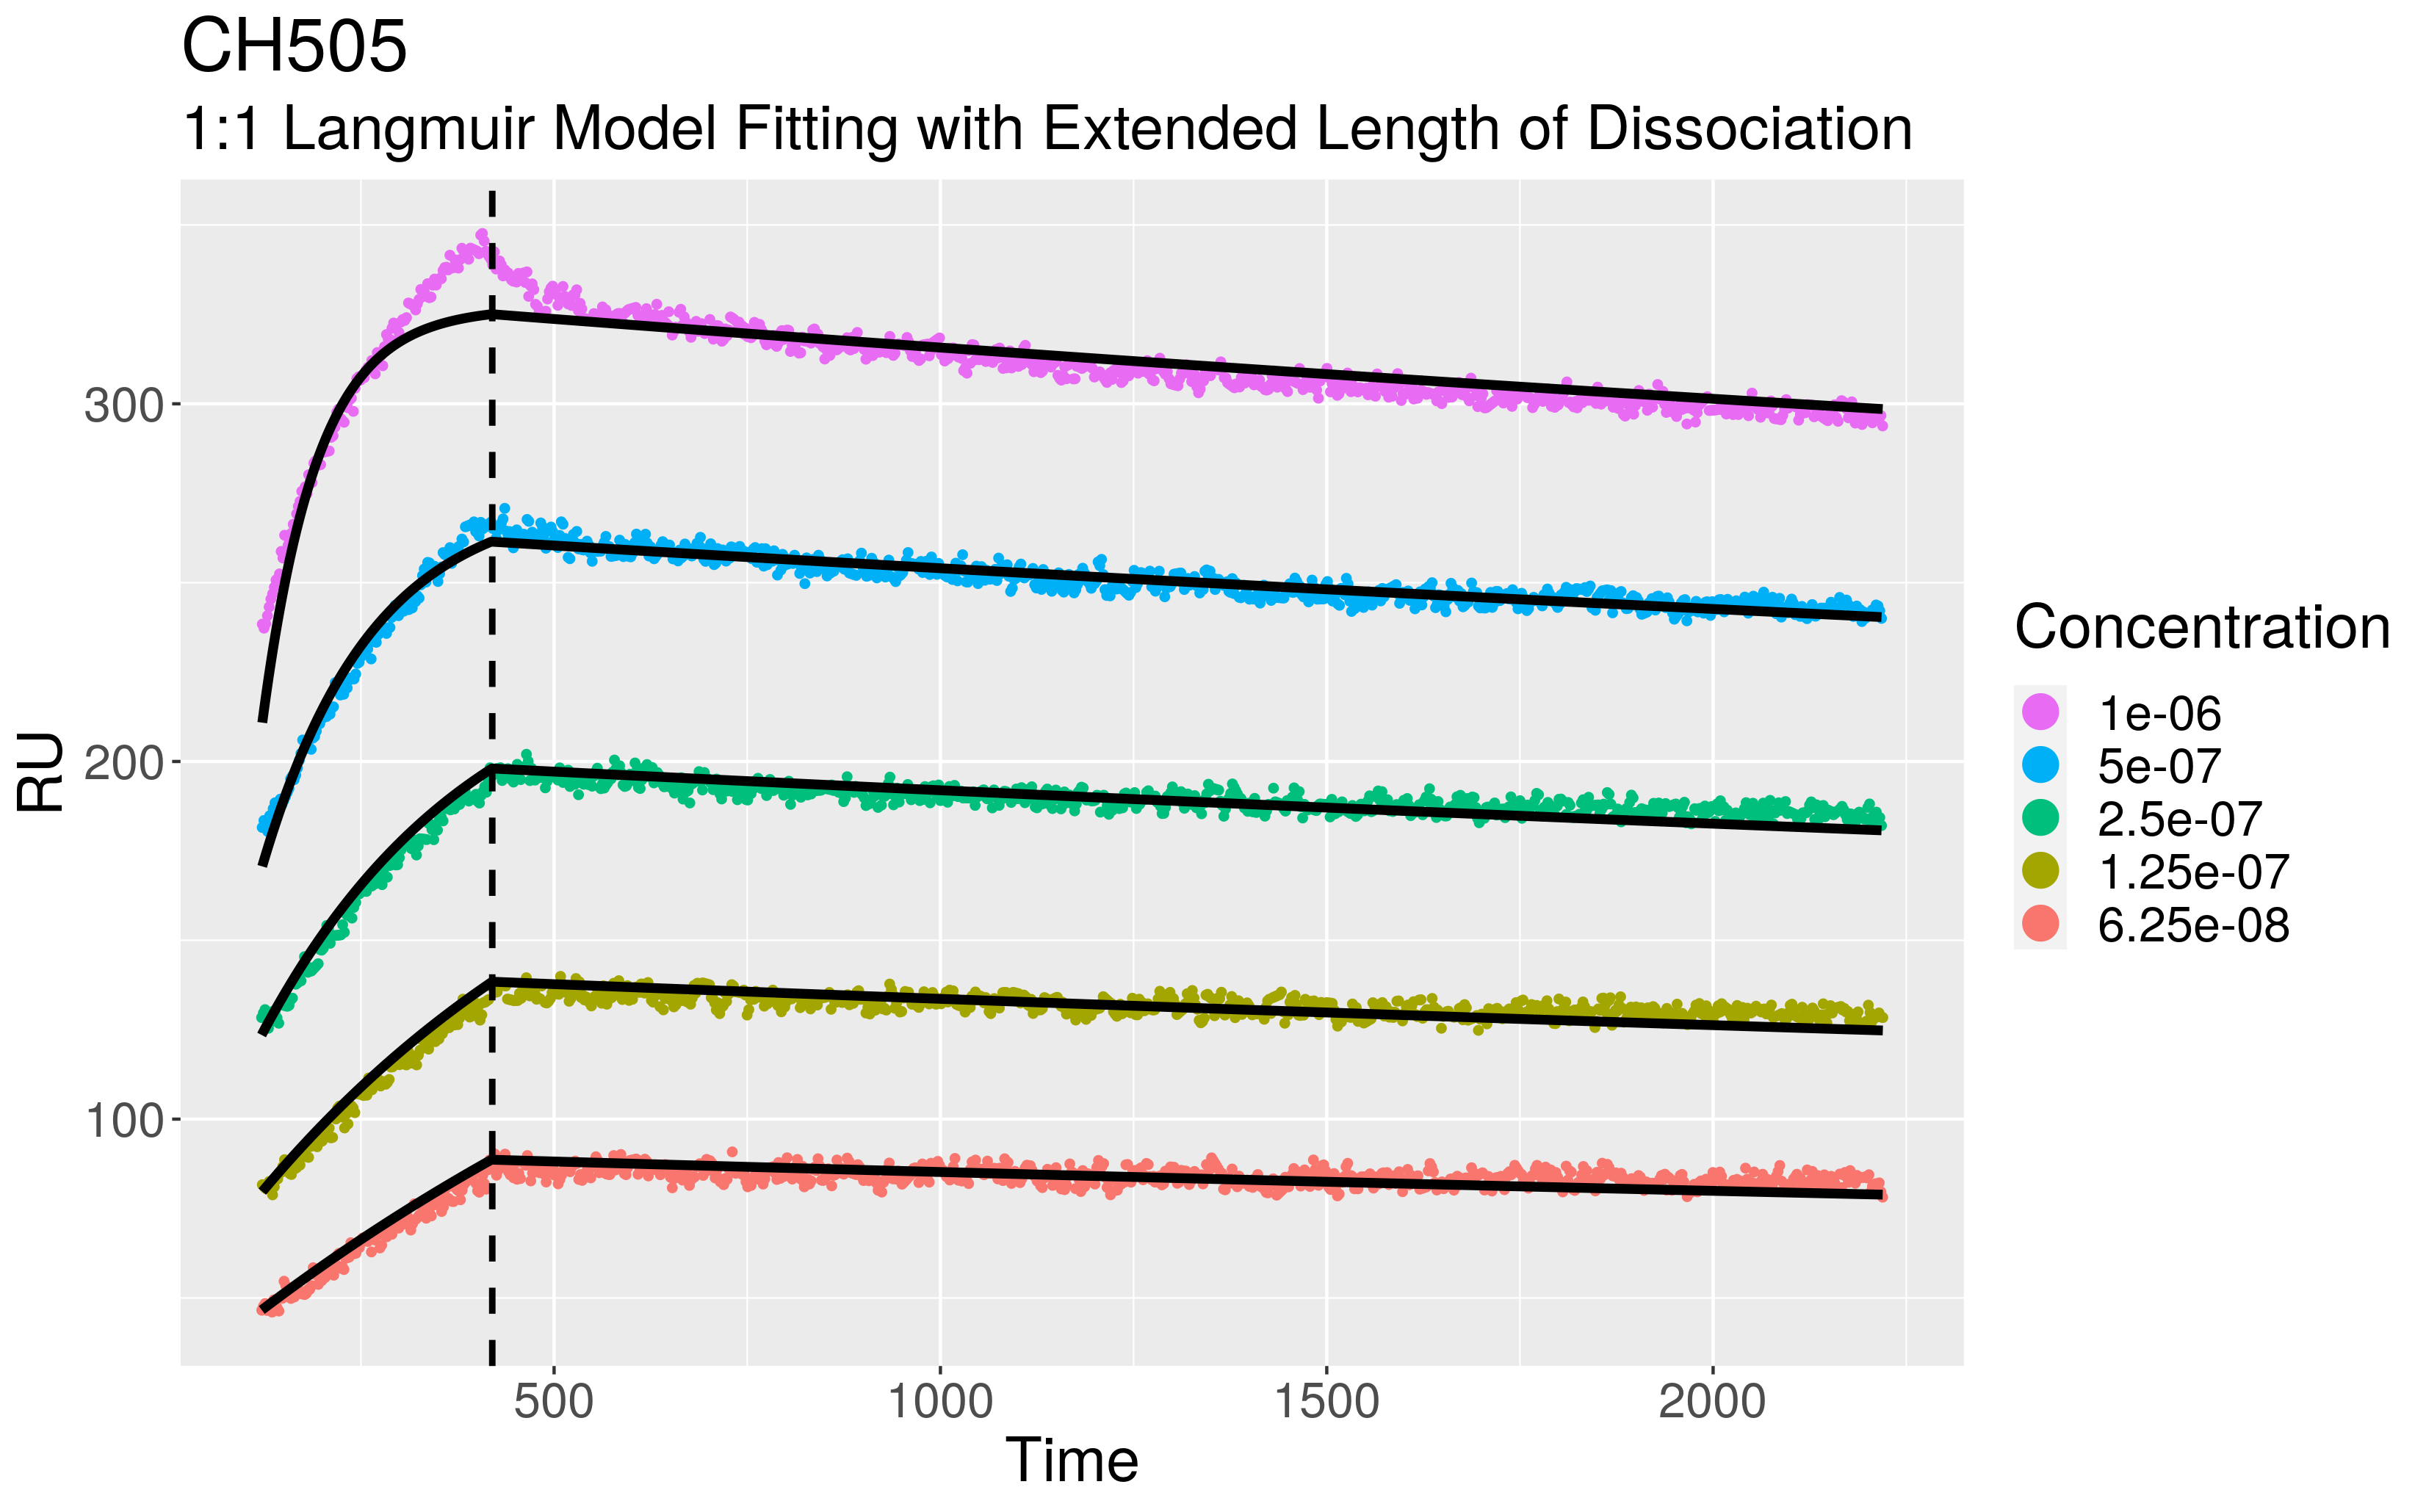 CH505
1:1 Langmuir Model Fitting with Extended Length of Dissociation
RU
300
200
100
500 1000 1500 2000
Time
Concentration
1e-06
5e-07
2.5e-07
1.25e-07
6.25e-08